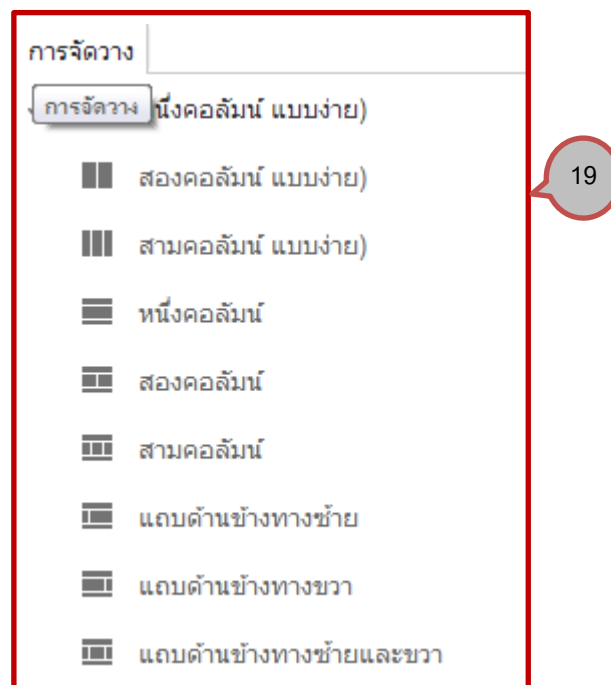 การจัดวาง
การจัดวาง นึ่งคอลัมน์ แบบง่าย)
สองคอลัมน์ แบบง่าย)
19
สามคอลัมน์ แบบง่าย)
หนึ่งคอลัมน์
สองคอลัมน์
สามคอลัมน์
แถบด้านข้างทางซ้าย
แถบด้านข้างทางขวา
แถบด้านข้างทางซ้ายและขวา